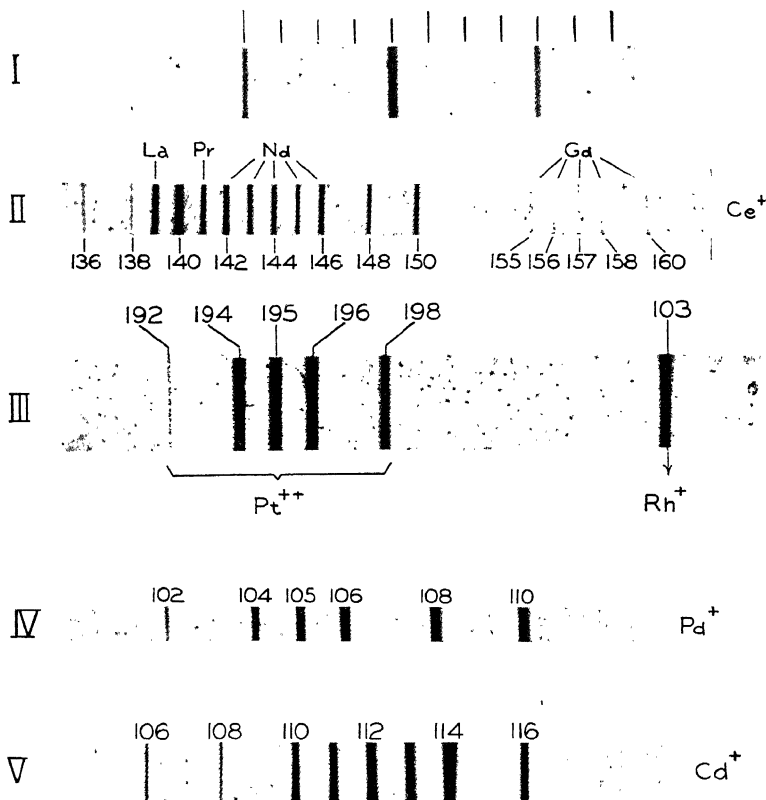 I
La Pr Nd Gd
II Ce+
136 138 140 142 144 146 148 150 155 156 157 158 160
192 194 195 196 198 103
III
Pt++ Rh+
102 104 105 106 108 110
IV Pd+
106 108 110 112 114 116
V Cd+